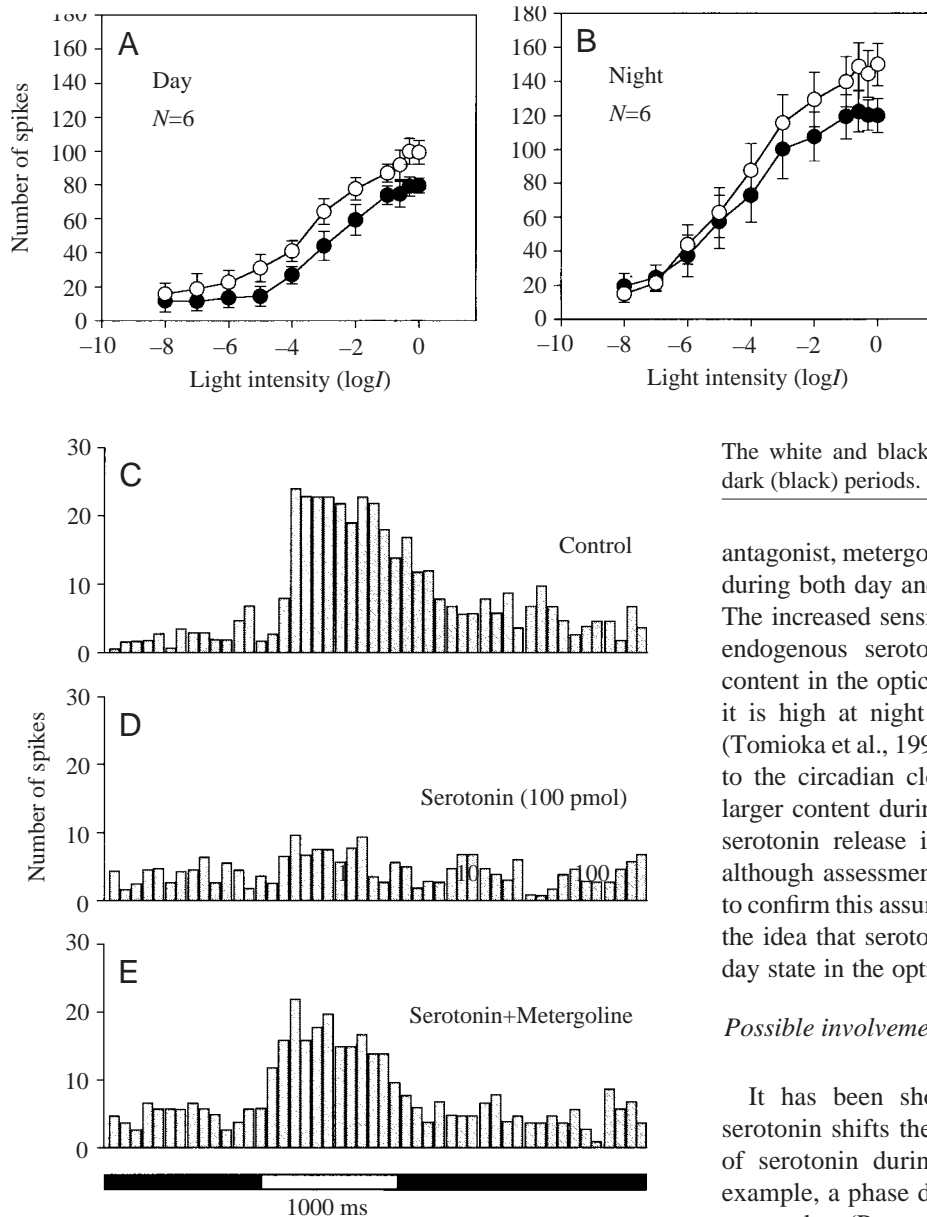 180
160
140
120
100
80
60
40
20
0
Number of spikes
A
Day
N=6
–10
–8
–6
–4
–2
0
Light intensity (logI)
180
160
140
120
100
80
60
40
20
0
B
Night
N=6
–10
–8
–6
–4
–2
0
Light intensity (logI)
30
20
10
0
C
Control
30
20
10
0
Number of spikes
D
Serotonin (100 pmol)
1
10
100
30
20
10
0
E
Serotonin+Metergoline
1000 ms
The white and black
dark (black) periods.
antagonist, metergo
during both day and
The increased sensi
endogenous seroto
content in the optic
it is high at night
(Tomioka et al., 199
to the circadian clo
larger content durin
serotonin release i
although assessmen
to confirm this assur
the idea that seroto
day state in the opti
Possible involveme
It has been sho
serotonin shifts the
of serotonin durin
example, a phase d